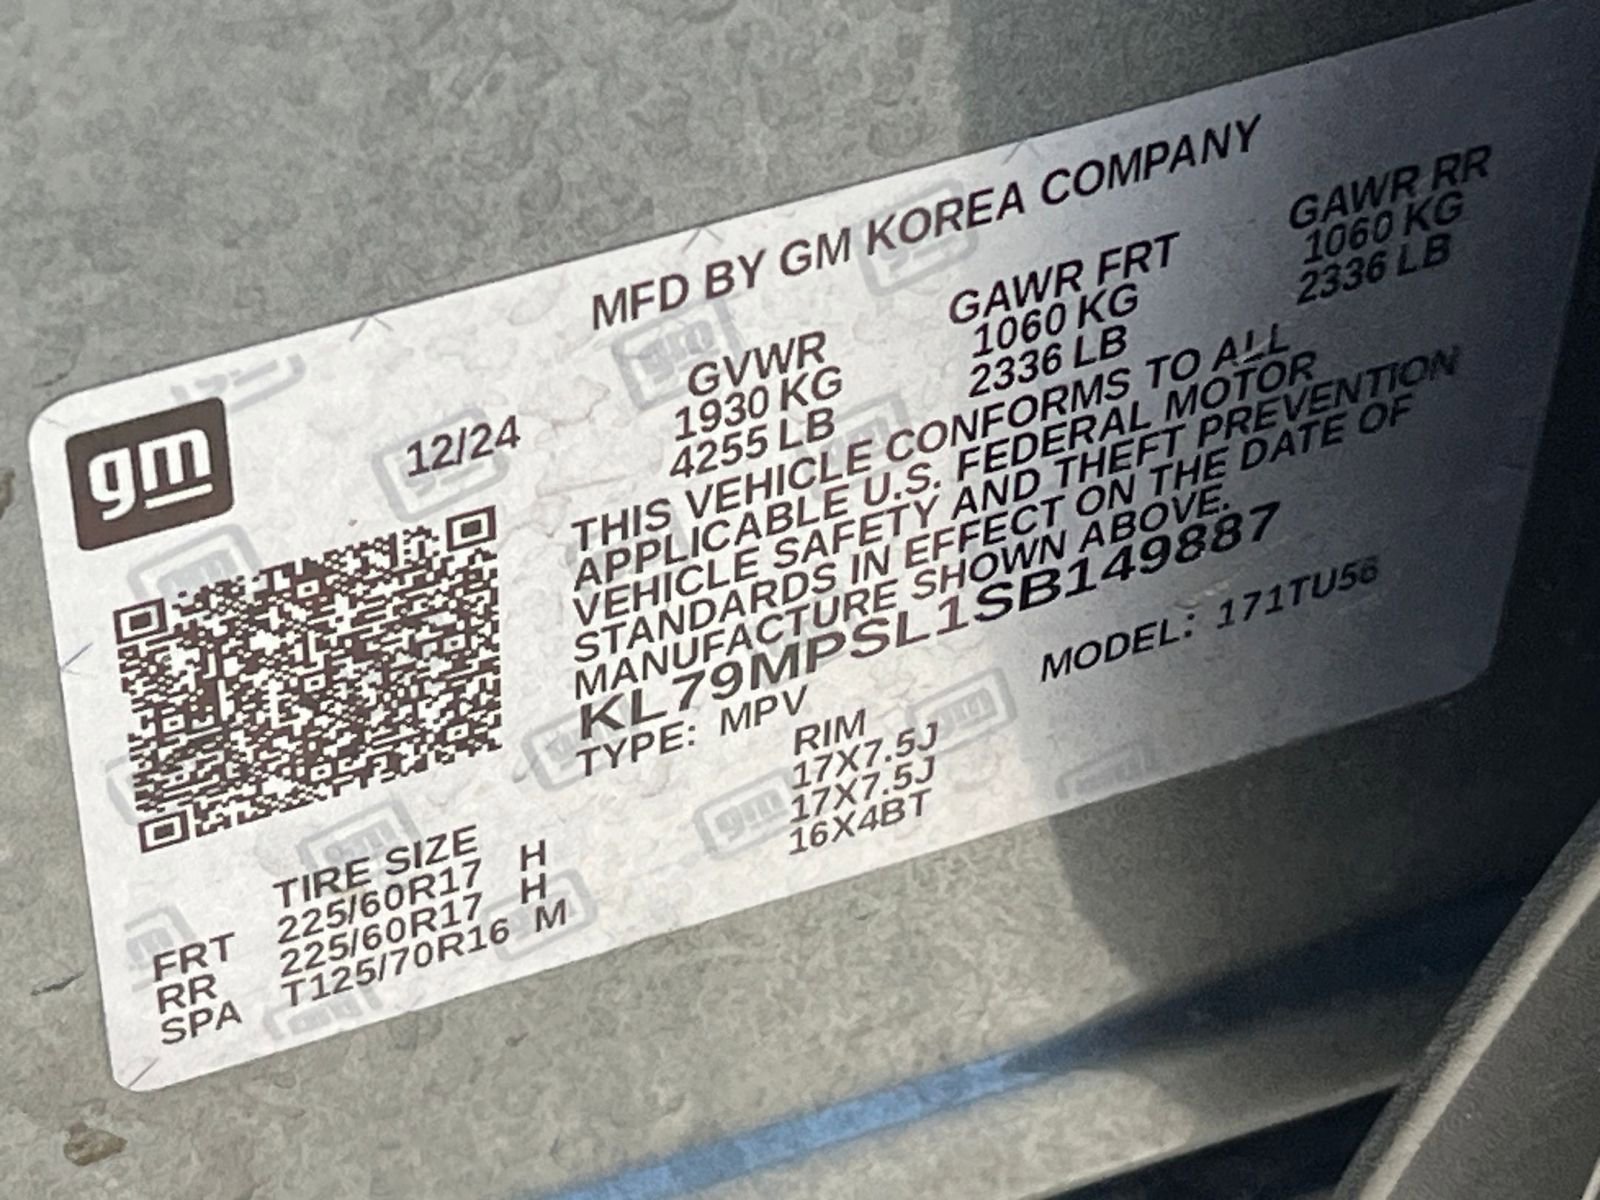 MFD BY GM KOREA COMPANY
gm
12/24
GVWR GAWR FRT GAWR RR
1930 KG 1060 KG 1060 KG
4255 LB 2336 LB 2336 LB
THIS VEHICLE CONFORMS TO ALL
APPLICABLE U.S. FEDERAL MOTOR
VEHICLE SAFETY AND THEFT PREVENTION
STANDARDS IN EFFECT ON THE DATE OF
MANUFACTURE SHOWN ABOVE.
KL79MPSL1SB149887
TYPE: MPV MODEL: 171TU56
TIRE SIZE RIM
FRT 225/60R17 H 17X7.5J
RR 225/60R17 H 17X7.5J
SPA T125/70R16 M 16X4BT